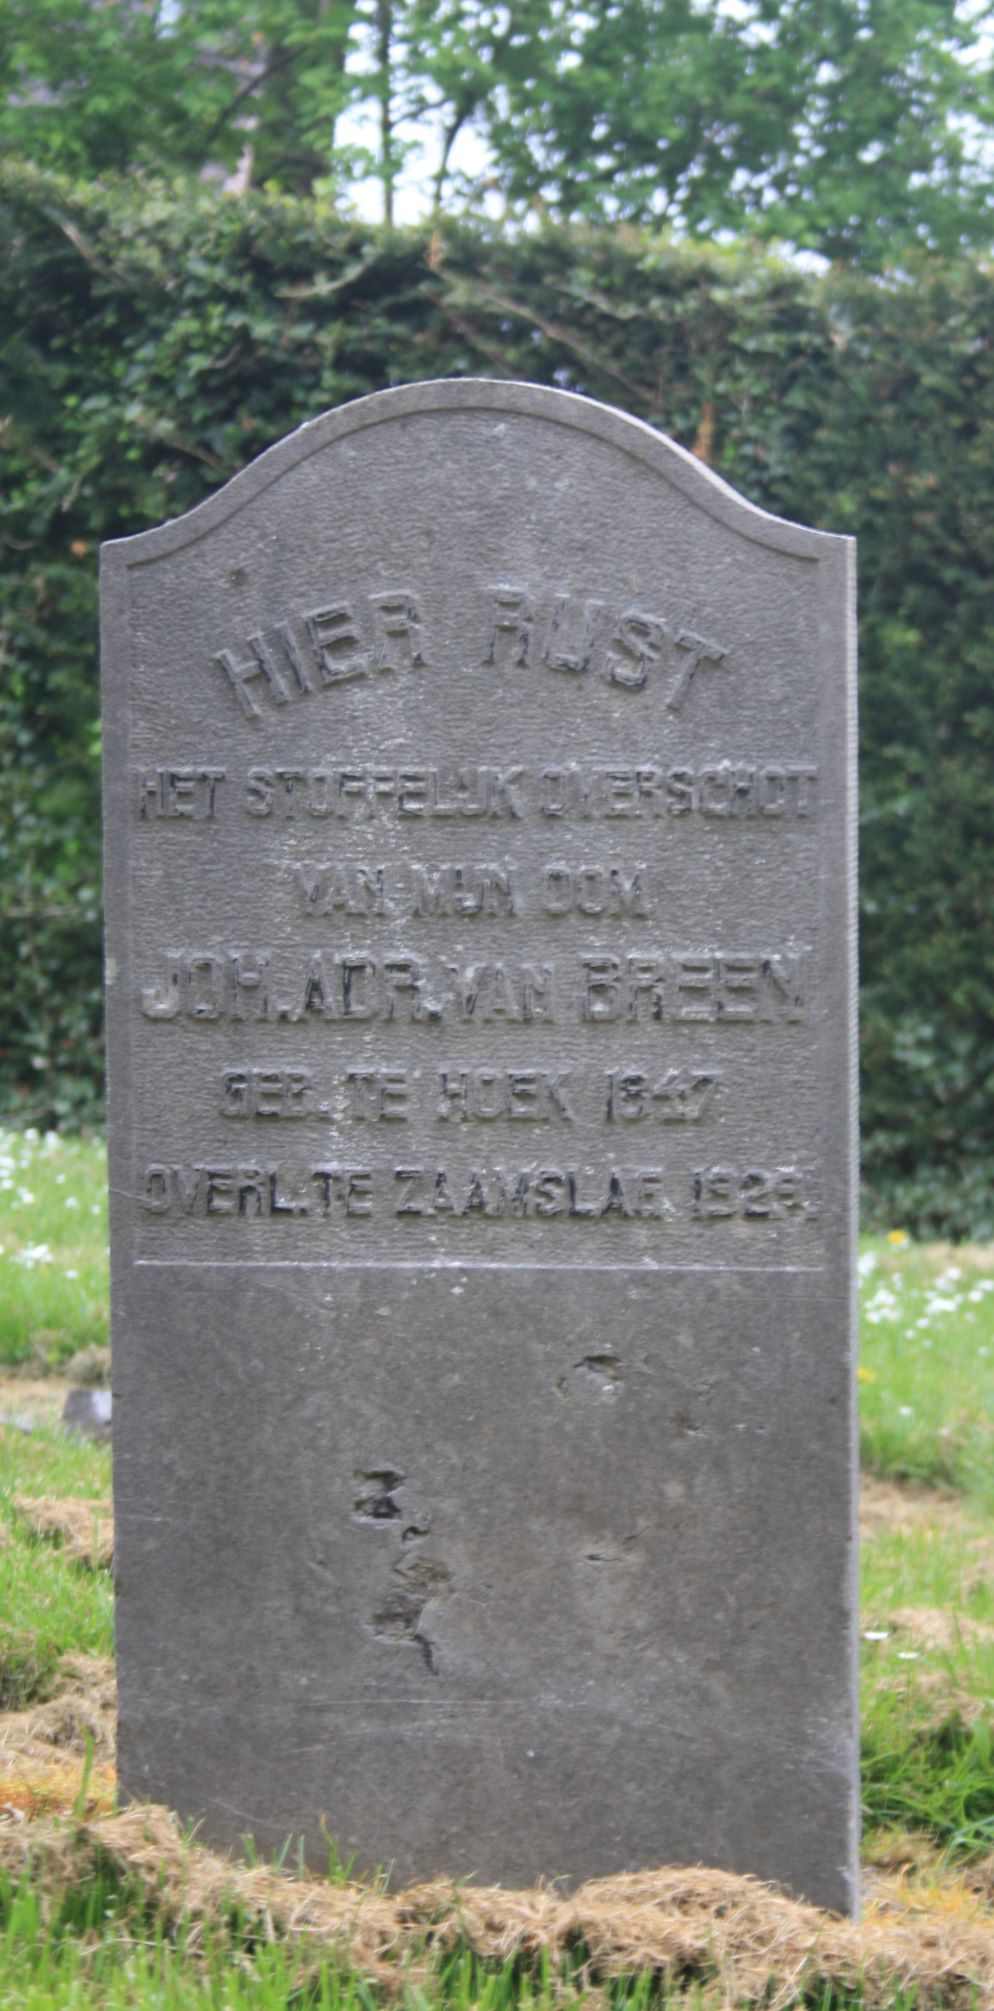 HIER RUST
HET STOFFELIJK OVERSCHOT
VAN MIJN OOM
JOH. ADR. VAN BREEN
GEB. TE HOEK 1847
OVERL. TE ZAAMSLAG